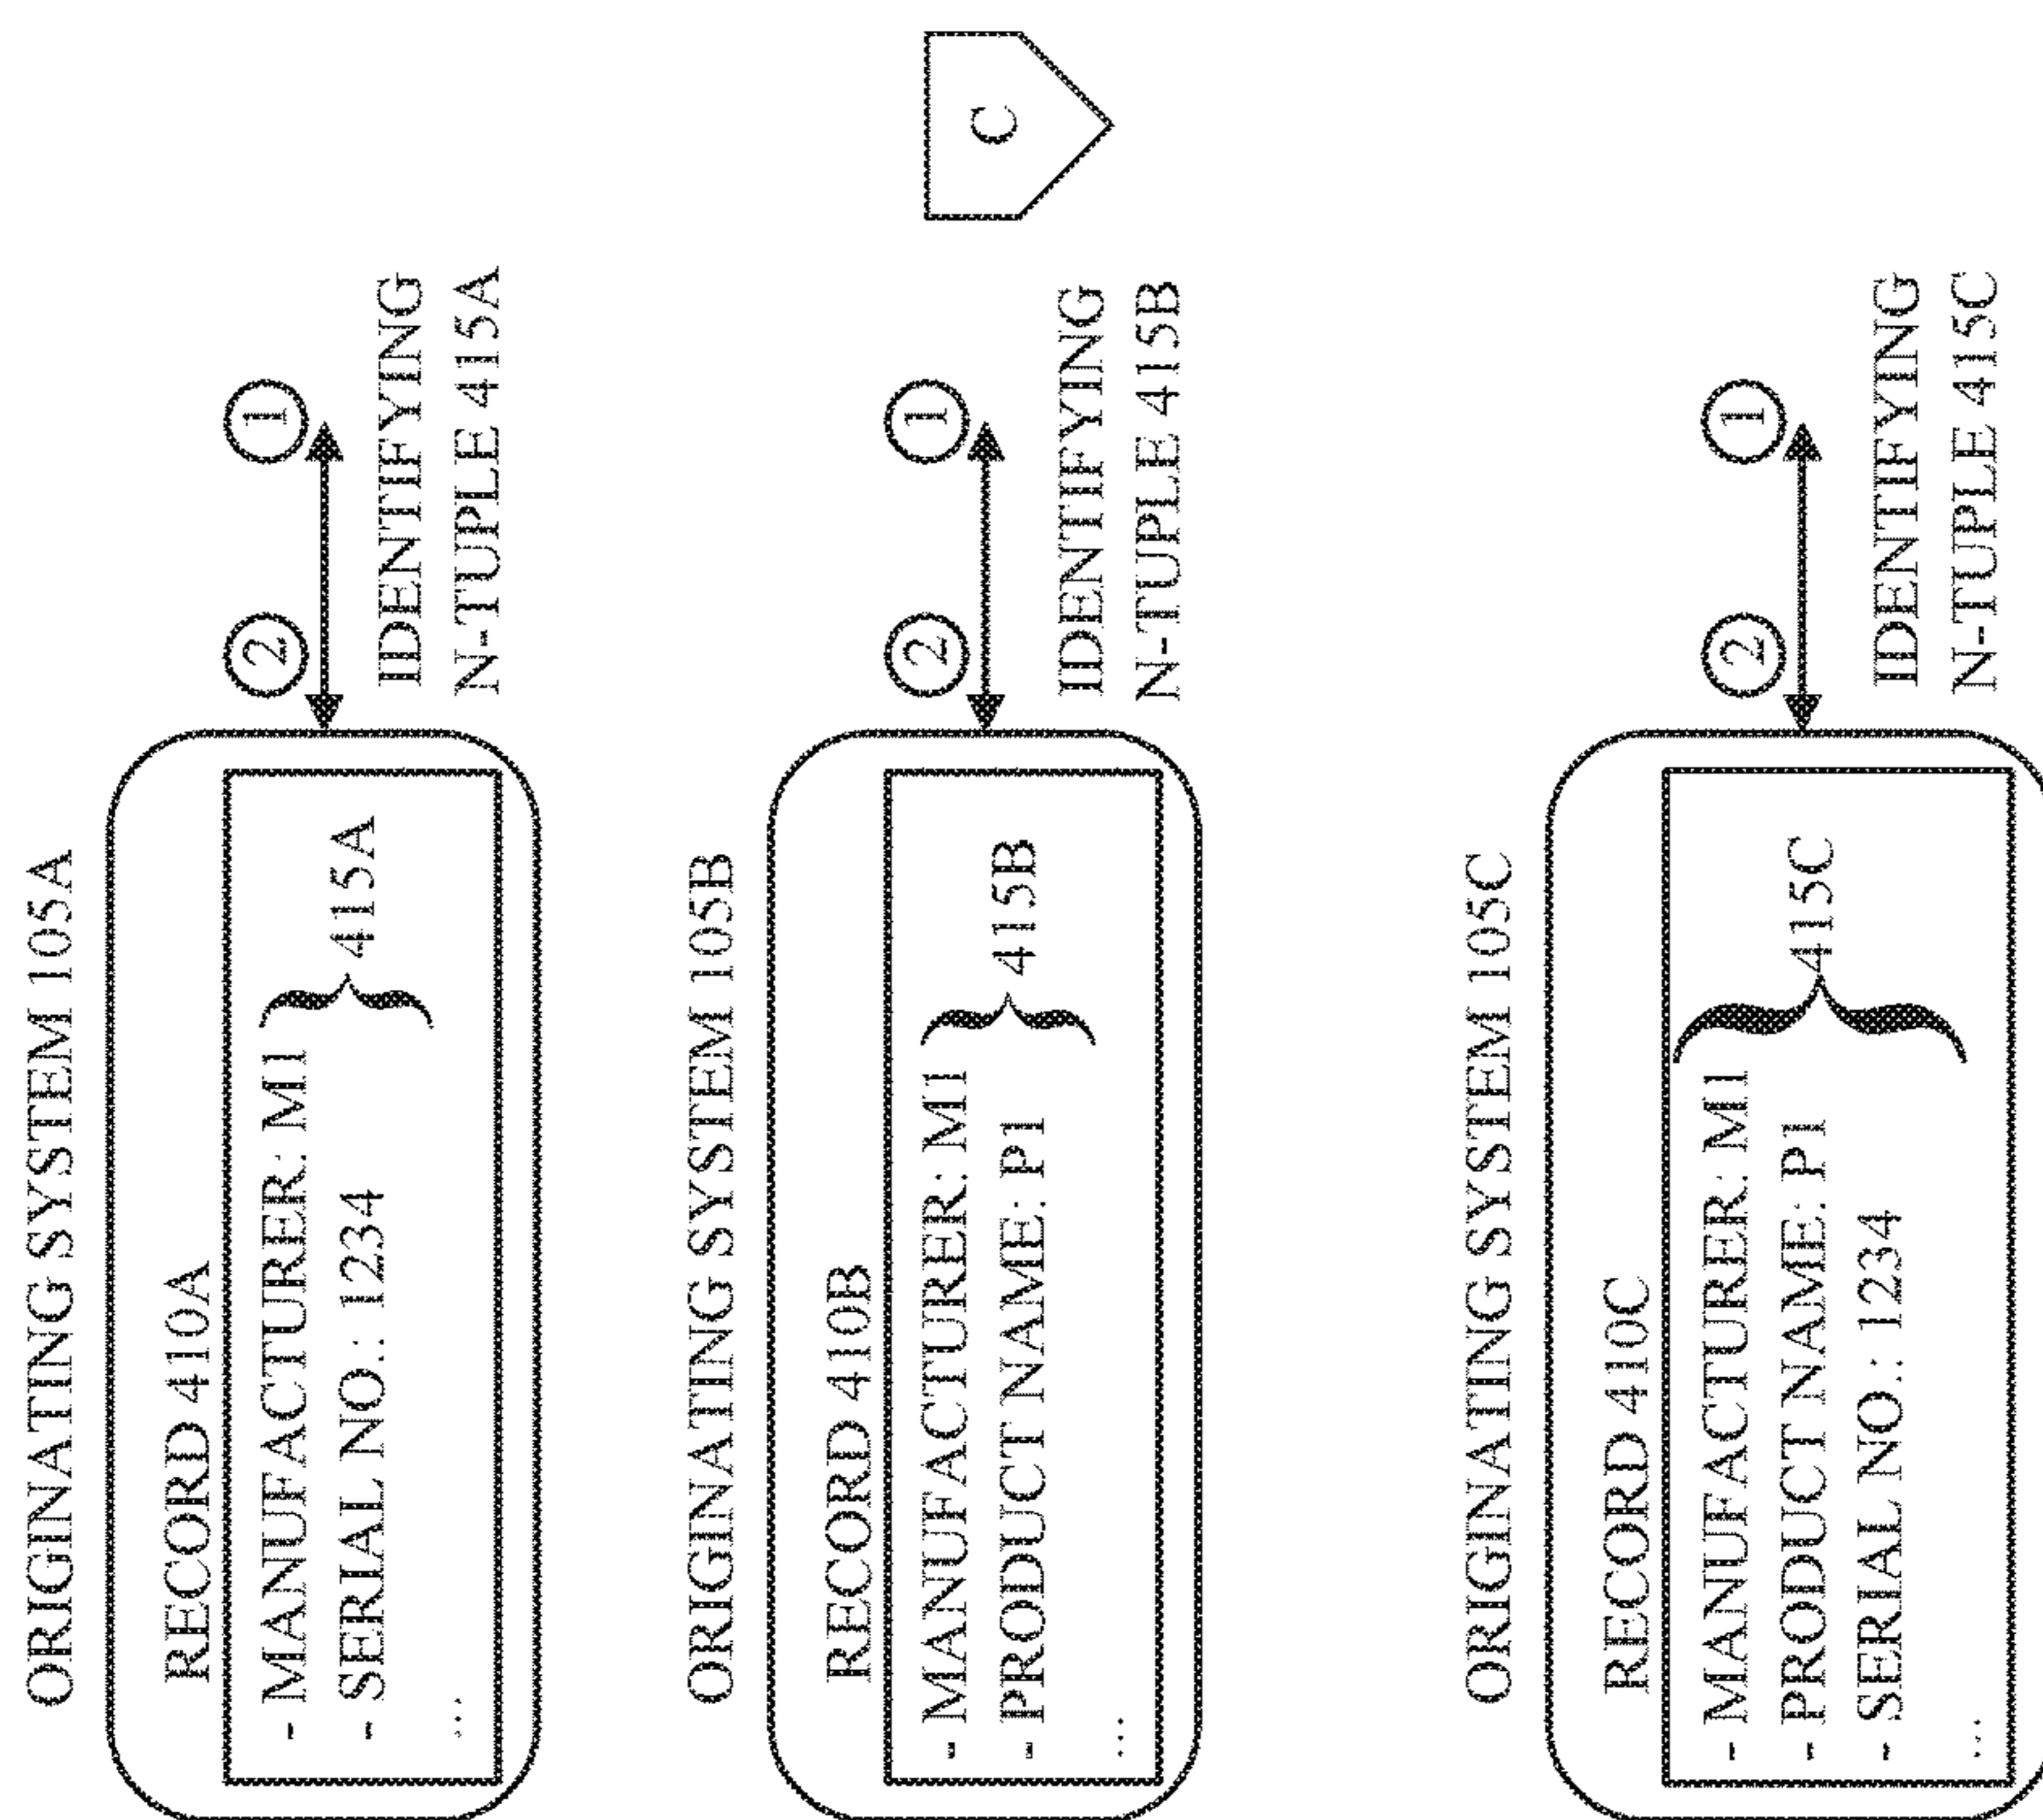 ORIGINATING SYSTEM 105A
RECORD 410A
- MANUFACTURER: M1
- SERIAL NO.: 1234
...
415A
2
1
IDENTIFYING
N-TUPLE 415A
ORIGINATING SYSTEM 105B
RECORD 410B
- MANUFACTURER: M1
- PRODUCT NAME: P1
...
415B
2
1
IDENTIFYING
N-TUPLE 415B
C
ORIGINATING SYSTEM 105C
RECORD 410C
- MANUFACTURER: M1
- PRODUCT NAME: P1
- SERIAL NO.: 1234
...
415C
2
1
IDENTIFYING
N-TUPLE 415C